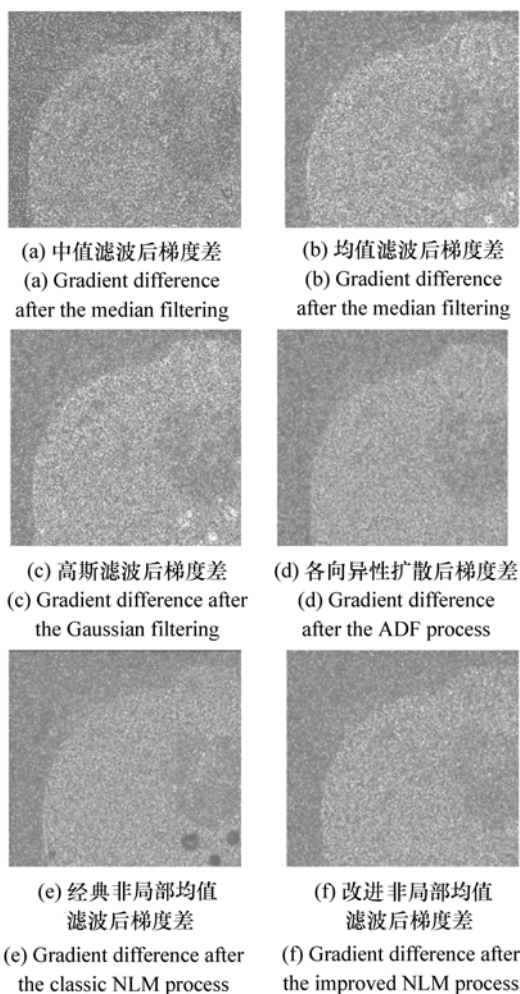 (a) 中值滤波后梯度差
(a) Gradient difference
after the median filtering
(b) 均值滤波后梯度差
(b) Gradient difference
after the median filtering
(c) 高斯滤波后梯度差
(c) Gradient difference after
the Gaussian filtering
(d) 各向异性扩散后梯度差
(d) Gradient difference
after the ADF process
(e) 经典非局部均值
滤波后梯度差
(e) Gradient difference after
the classic NLM process
(f) 改进非局部均值
滤波后梯度差
(f) Gradient difference after
the improved NLM process